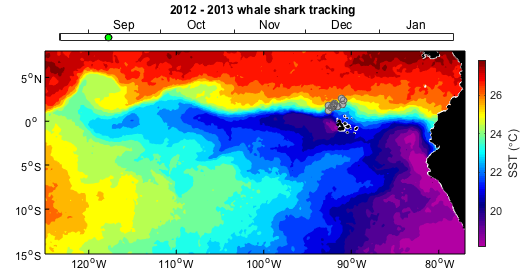 2012 - 2013 whale shark tracking
Sep Oct Nov Dec Jan
5°N
0°
5°S
10°S
15°S
120°W 110°W 100°W 90°W 80°W
26
24
22
20
SST (°C)